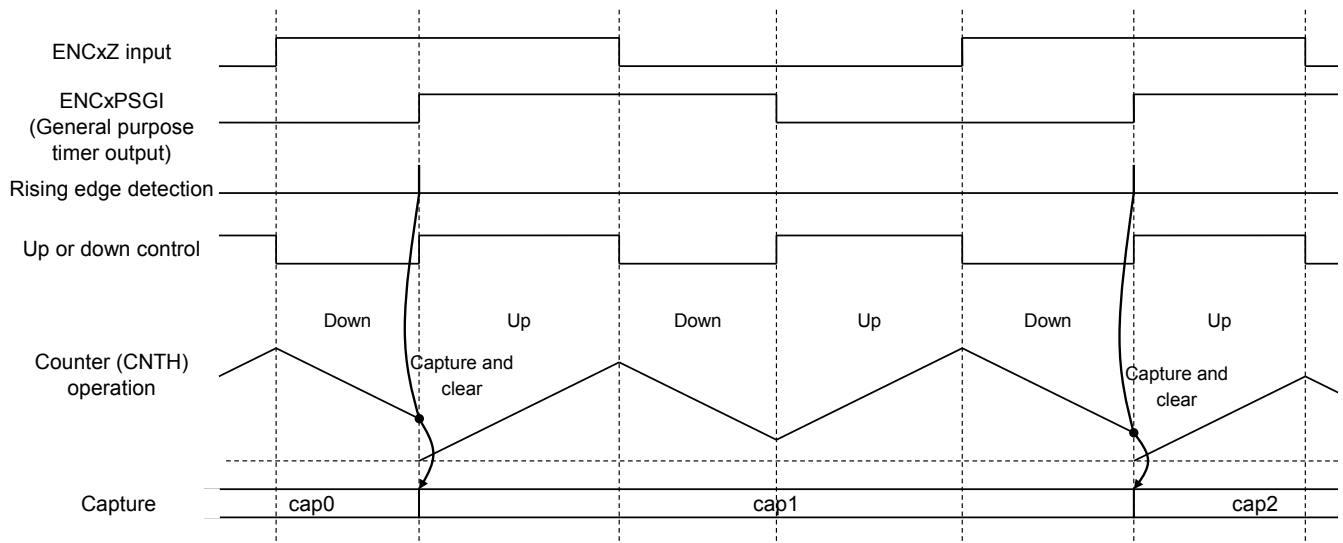 ENCxZ input
ENCxPSGI
(General purpose
timer output)
Rising edge detection
Up or down control
Down
Up
Down
Up
Down
Up
Counter (CNTH)
operation
Capture and
clear
Capture and
clear
Capture
cap0
cap1
cap2